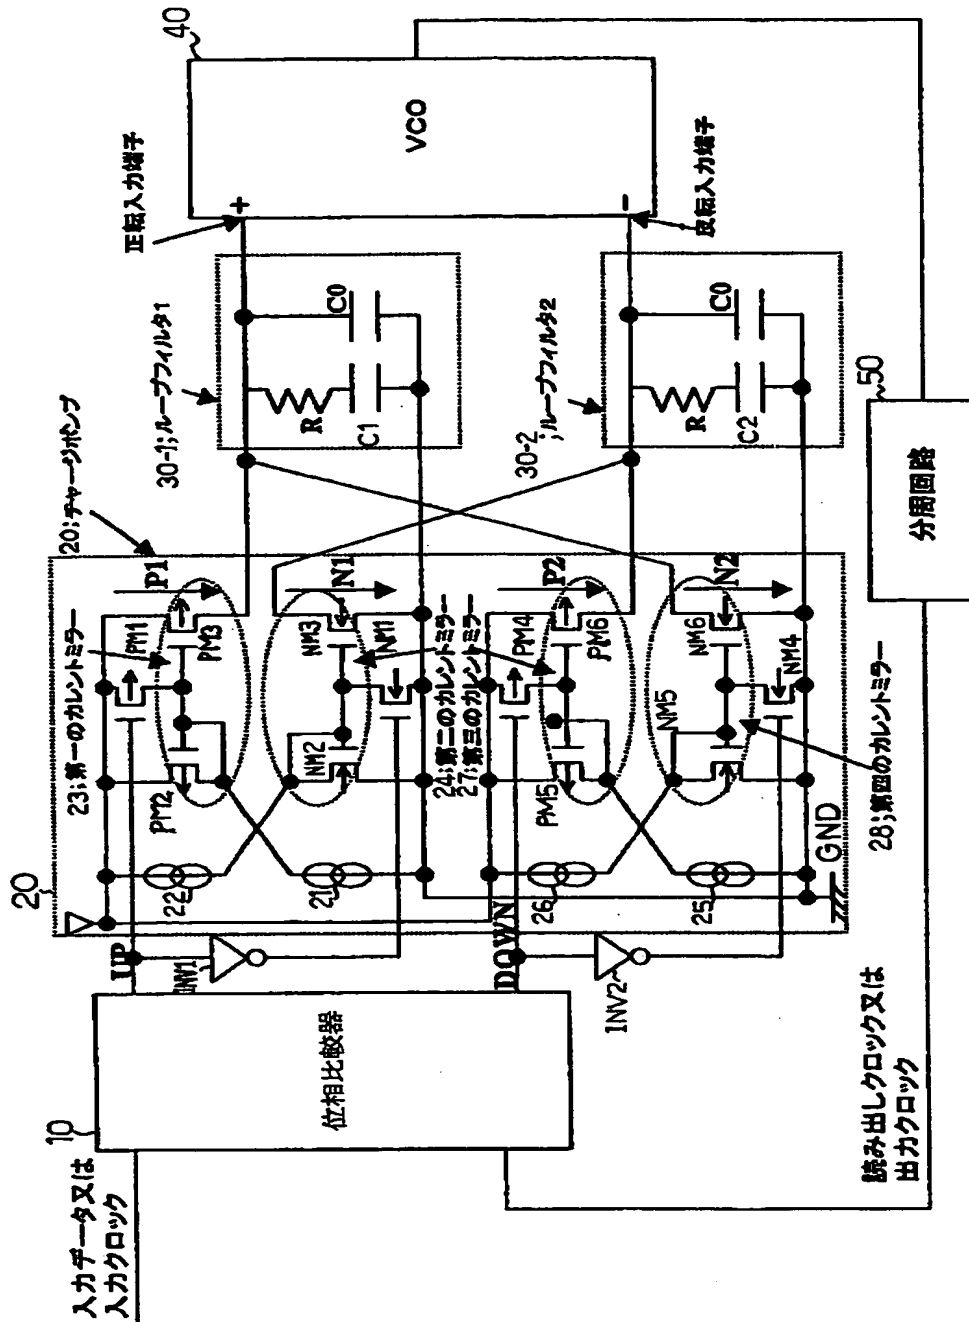 入力データ又は
入力クロック
10
位相比較器
UP
INV1
DOWN
INV2
20
20;チャージポンプ
23;第一のカレントミラー
PM1
PM2
PM3
P1
22
21
NM2
NM3
N1
NM1
24;第二のカレントミラー
27;第三のカレントミラー
PM4
PM5
PM6
P2
26
25
NM5
NM6
N2
NM4
28;第四のカレントミラー
GND
30-1;ループフィルタ1
R
C1
C0
30-2
;ループフィルタ2
R
C2
C0
正転入力端子
+
反転入力端子
-
VCO
40
50
分周回路
読み出しクロック又は
出力クロック